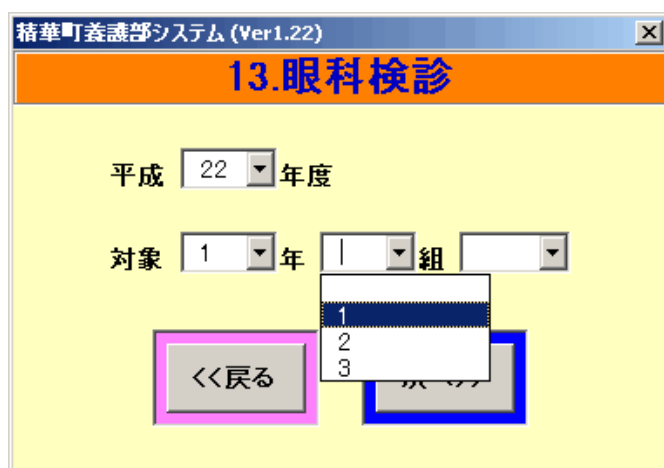 精華町養護部システム (Ver1.22)
13.眼科検診
平成 22 年度
対象 1 年 組
1
2
3
<<戻る